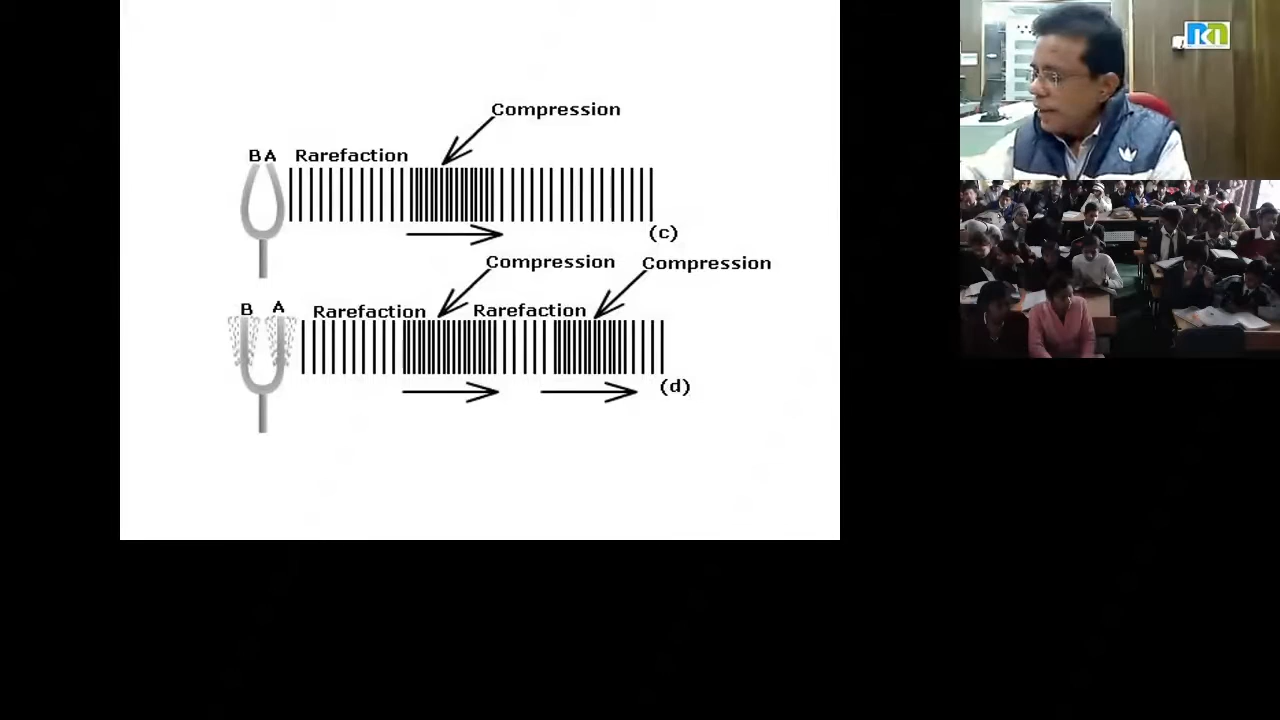 Compression
B A Rarefaction
(c)
Compression Compression
B A Rarefaction Rarefaction
(d)